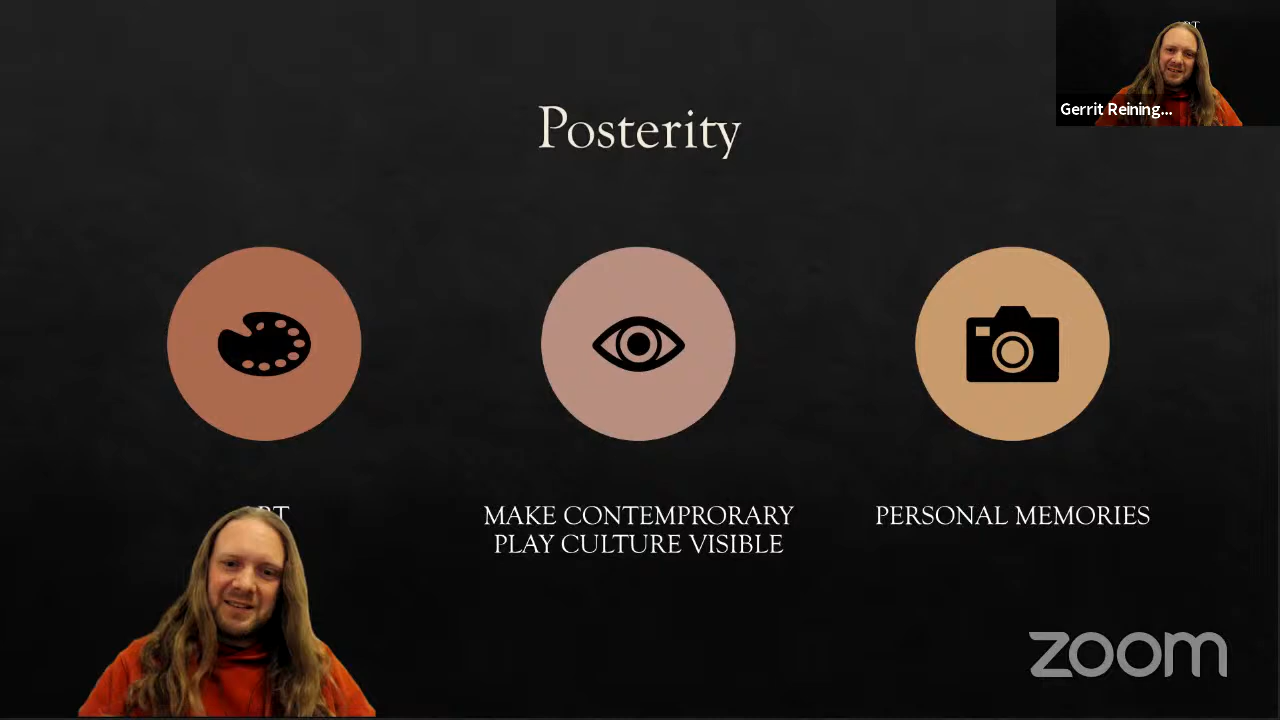 Posterity
Gerrit Reining...
MAKE CONTEMPRORARY
PLAY CULTURE VISIBLE
PERSONAL MEMORIES
zoom